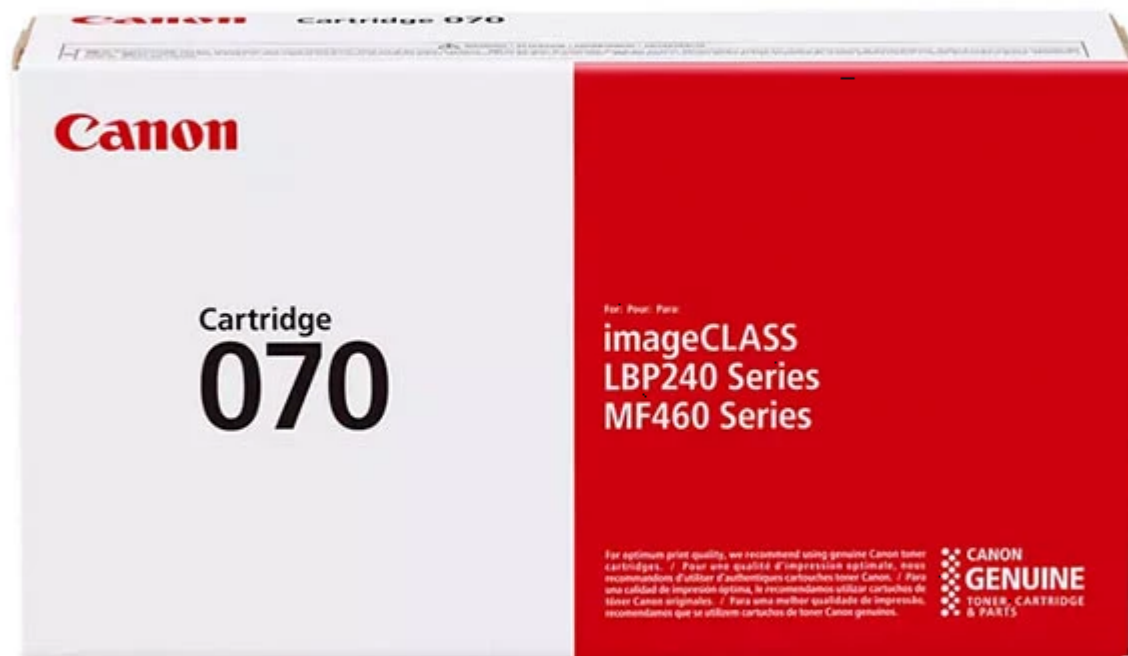 Canon Cartridge 070
Canon
Cartridge
070
For: Pour: Para:
imageCLASS
LBP240 Series
MF460 Series
For optimum print quality, we recommend using genuine Canon toner
cartridges. / Pour une qualité d'impression optimale, nous
recommandons d'utiliser d'authentiques cartouches toner Canon. / Para
una calidad de impresión óptima, le recomendamos utilizar cartuchos de
tóner Canon originales. / Para uma melhor qualidade de impressão,
recomendamos que se utilizem cartuchos de toner Canon genuínos.
CANON
GENUINE
TONER, CARTRIDGE
& PARTS